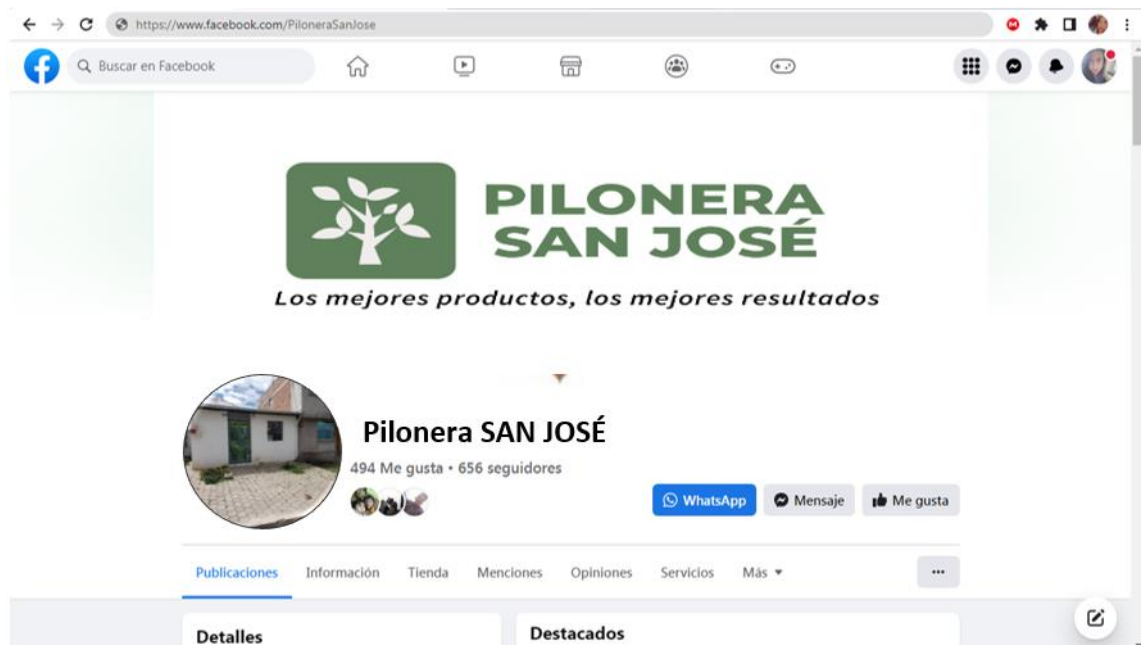 https://www.facebook.com/PiloneraSanJose
Buscar en Facebook
PILONERA
SAN JOSÉ
Los mejores productos, los mejores resultados
Pilonera SAN JOSÉ
494 Me gusta • 656 seguidores
WhatsApp Mensaje Me gusta
Publicaciones Información Tienda Menciones Opiniones Servicios Más
Detalles
Destacados